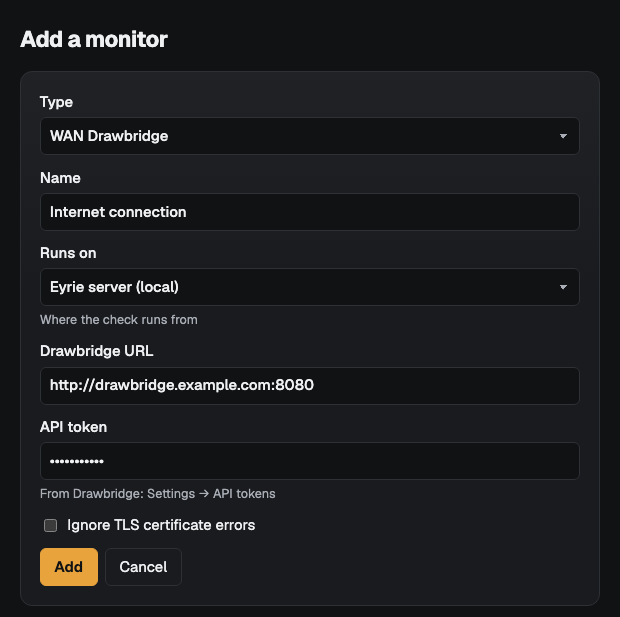 Add a monitor
Type
WAN Drawbridge
Name
Internet connection
Runs on
Eyrie server (local)
Where the check runs from
Drawbridge URL
http://drawbridge.example.com:8080
API token
•••••••••••
From Drawbridge: Settings → API tokens
Ignore TLS certificate errors
Add
Cancel